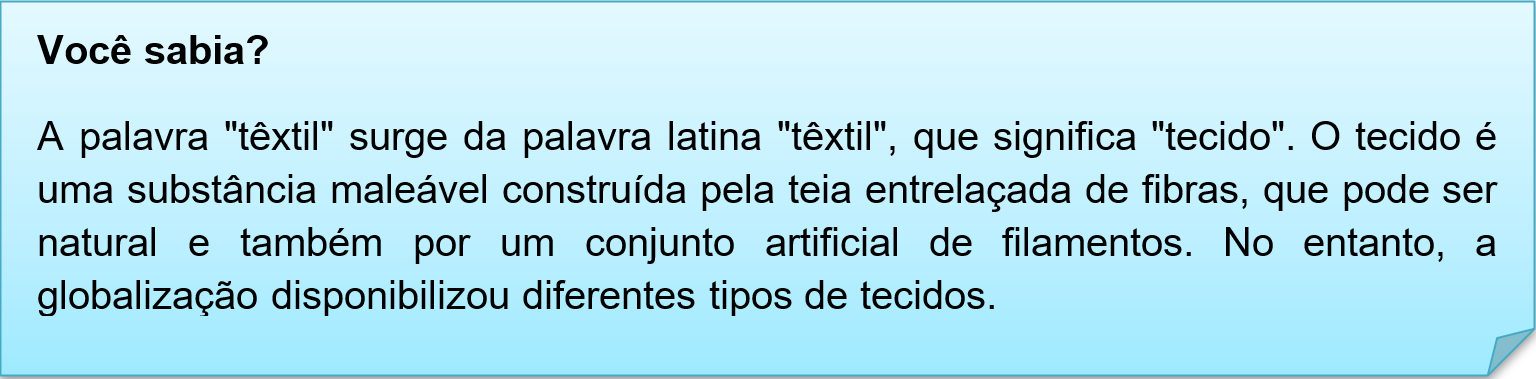 Você sabia?
A palavra "têxtil" surge da palavra latina "têxtil", que significa "tecido". O tecido é
uma substância maleável construída pela teia entrelaçada de fibras, que pode ser
natural e também por um conjunto artificial de filamentos. No entanto, a
globalização disponibilizou diferentes tipos de tecidos.